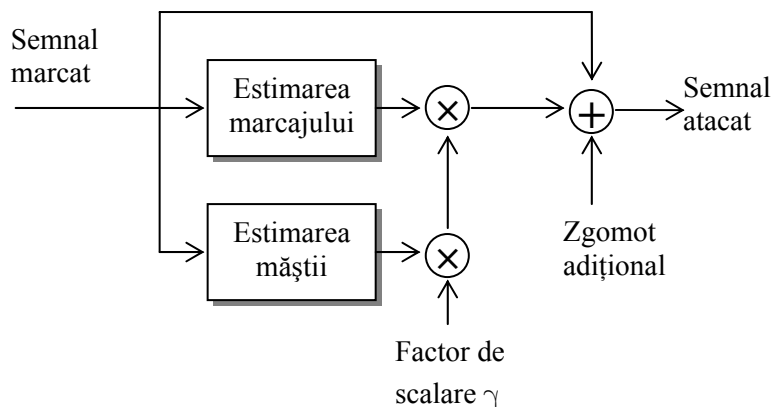 Semnal
marcat
Estimarea
marcajului
×
+
Semnal
atacat
Estimarea
măştii
×
Zgomot
adiţional
Factor de
scalare γ